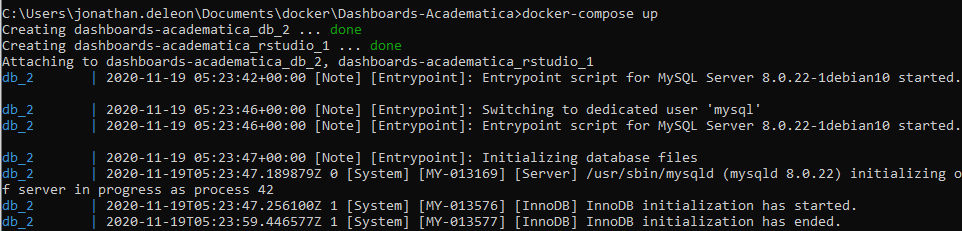 C:\Users\jonathan.deleon\Documents\docker\Dashboards-Academatica>docker-compose up
Creating dashboards-academatica_db_2 ... done
Creating dashboards-academatica_rstudio_1 ... done
Attaching to dashboards-academatica_db_2, dashboards-academatica_rstudio_1
db_2       | 2020-11-19 05:23:42+00:00 [Note] [Entrypoint]: Entrypoint script for MySQL Server 8.0.22-1debian10 started.
db_2       | 2020-11-19 05:23:46+00:00 [Note] [Entrypoint]: Switching to dedicated user 'mysql'
db_2       | 2020-11-19 05:23:46+00:00 [Note] [Entrypoint]: Entrypoint script for MySQL Server 8.0.22-1debian10 started.
db_2       | 2020-11-19 05:23:47+00:00 [Note] [Entrypoint]: Initializing database files
db_2       | 2020-11-19T05:23:47.189879Z 0 [System] [MY-013169] [Server] /usr/sbin/mysqld (mysqld 8.0.22) initializing o
f server in progress as process 42
db_2       | 2020-11-19T05:23:47.256100Z 1 [System] [MY-013576] [InnoDB] InnoDB initialization has started.
db_2       | 2020-11-19T05:23:59.446577Z 1 [System] [MY-013577] [InnoDB] InnoDB initialization has ended.